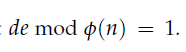 de mod ϕ(n) = 1.